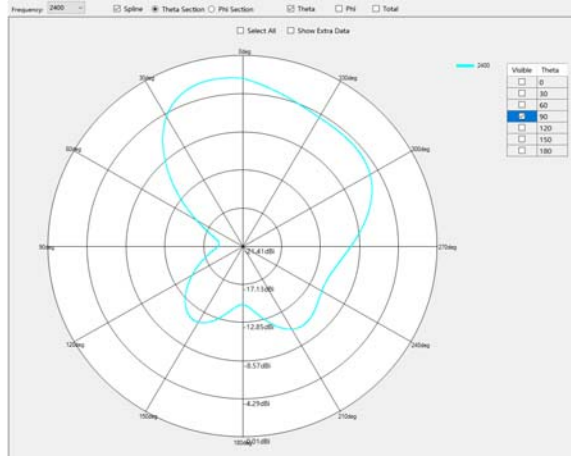 Frequency: 2400 Spline Theta Section Phi Section Theta Phi Total
Select All Show Extra Data
0deg
30deg 330deg
2400
Visible Theta
0
30
60
90
120
150
180
60deg 300deg
90deg 270deg
-21.41dBi
-17.13dBi
-12.85dBi
120deg 240deg
-8.57dBi
-4.29dBi
150deg 210deg
180deg -0.01dBi